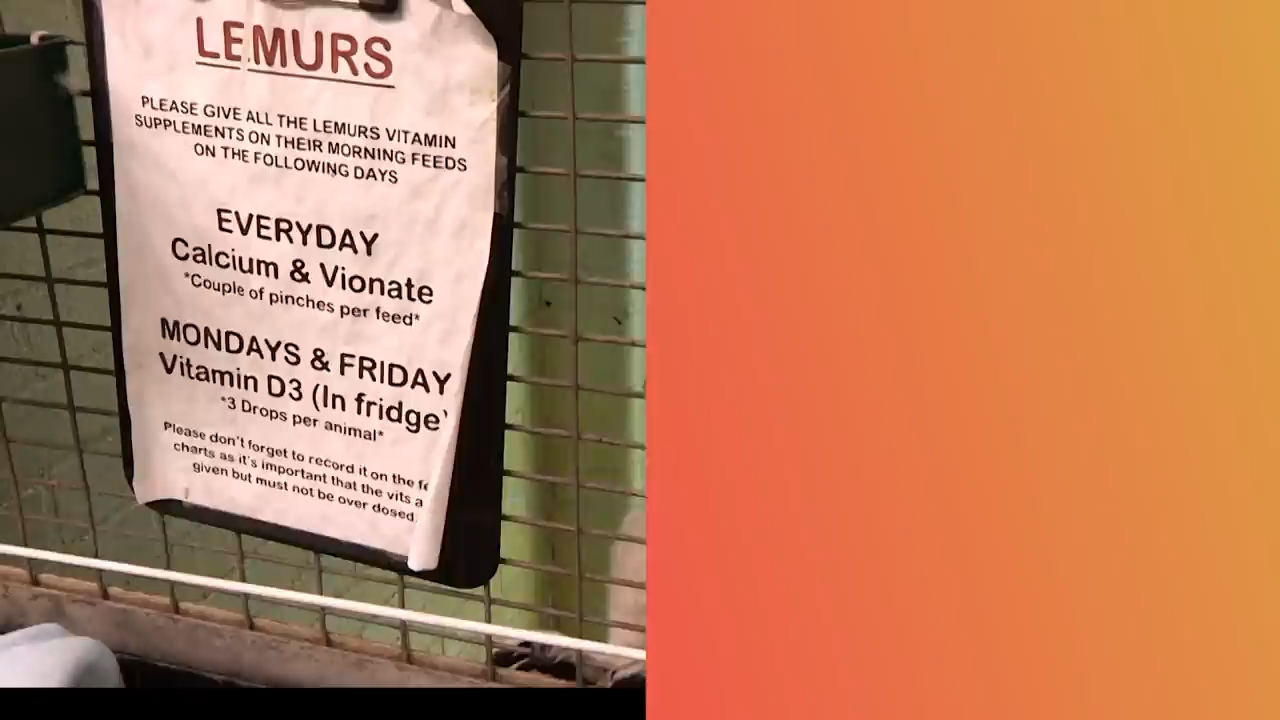 LEMURS
PLEASE GIVE ALL THE LEMURS VITAMIN
SUPPLEMENTS ON THEIR MORNING FEEDS
ON THE FOLLOWING DAYS
EVERYDAY
Calcium & Vionate
*Couple of pinches per feed*
MONDAYS & FRIDAY
Vitamin D3 (In fridge)
*3 Drops per animal*
Please don't forget to record it on the
charts as it's important that the vits
given but must not be over dosed.